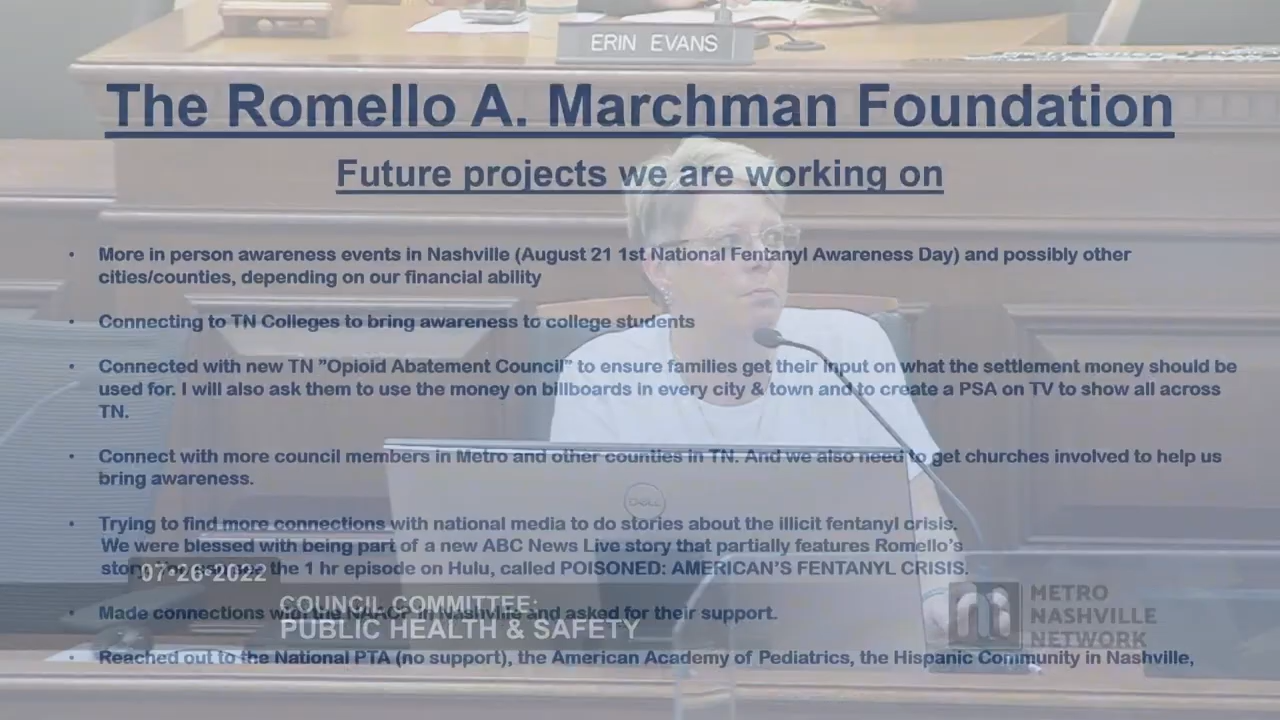 ERIN EVANS
The Romello A. Marchman Foundation
Future projects we are working on
• More in person awareness events in Nashville (August 21 1st National Fentanyl Awareness Day) and possibly other
cities/counties, depending on our financial ability
• Connecting to TN Colleges to bring awareness to college students
• Connected with new TN ”Opioid Abatement Council” to ensure families get their input on what the settlement money should be
used for. I will also ask them to use the money on billboards in every city & town and to create a PSA on TV to show all across
TN.
• Connect with more council members in Metro and other counties in TN. And we also need to get churches involved to help us
bring awareness.
DELL
• Trying to find more connections with national media to do stories about the illicit fentanyl crisis.
We were blessed with being part of a new ABC News Live story that partially features Romello’s
the 1 hr episode on Hulu, called POISONED: AMERICAN’S FENTANYL CRISIS.
07-26-2022
• Made connections with the NAACP in Nashville and asked for their support.
COUNCIL COMMITTEE:
PUBLIC HEALTH & SAFETY
METRO
NASHVILLE
NETWORK
• Reached out to the National PTA (no support), the American Academy of Pediatrics, the Hispanic Community in Nashville,